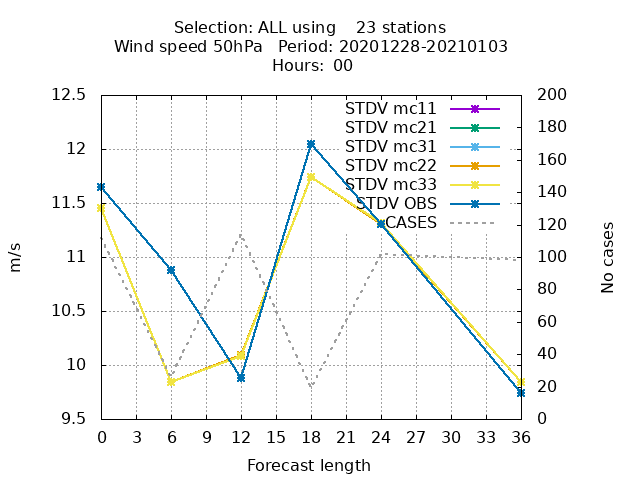 Selection: ALL using    23 stations
Wind speed 50hPa   Period: 20201228-20210103
Hours:  00
12.5
12
11.5
11
10.5
10
9.5
m/s
STDV mc11
STDV mc21
STDV mc31
STDV mc22
STDV mc33
STDV OBS
CASES
200
180
160
140
120
100
80
60
40
20
0
No cases
0 3 6 9 12 15 18 21 24 27 30 33 36
Forecast length